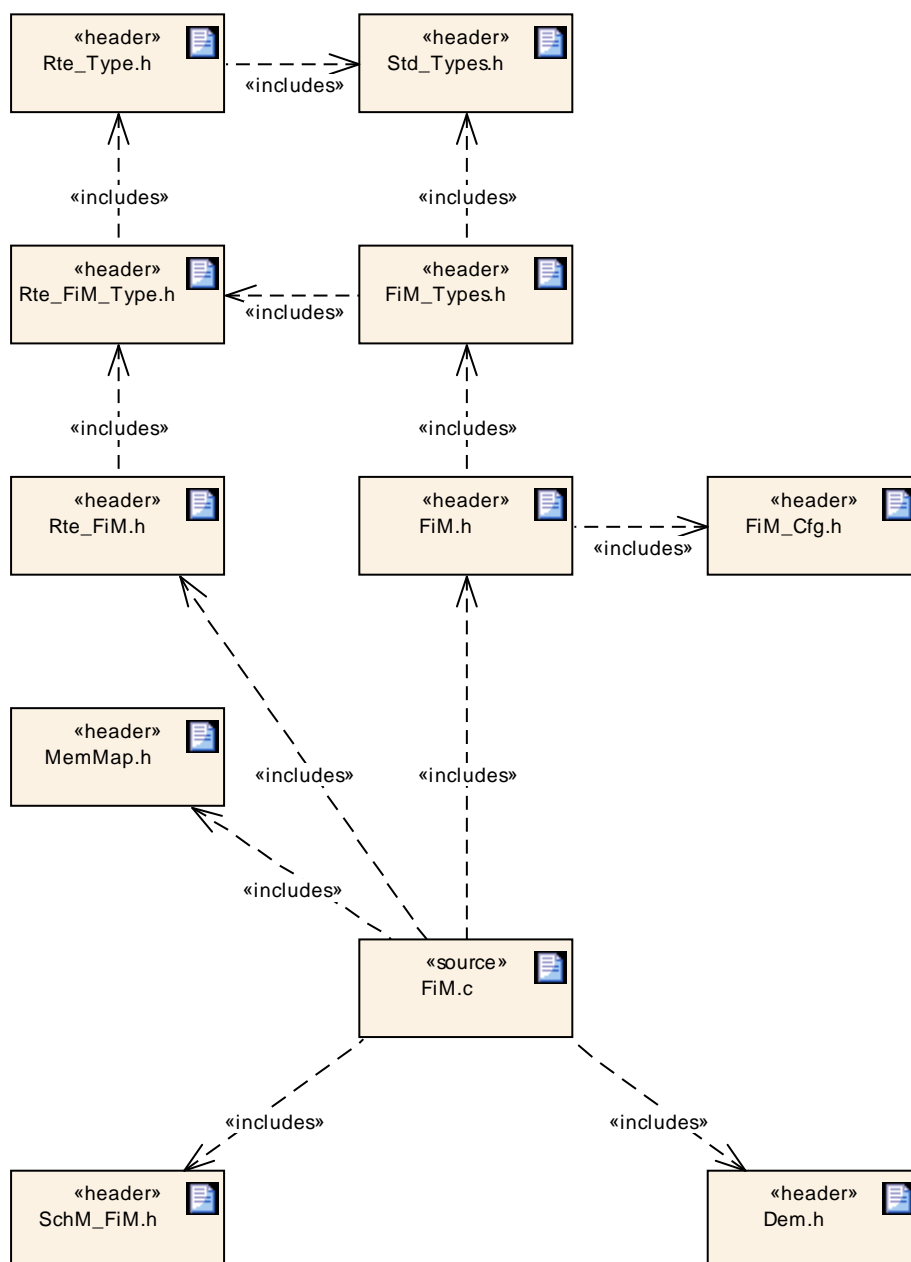 «header»
Rte_Type.h
«header»
Std_Types.h
«includes»
«includes»
«includes»
«header»
Rte_FiM_Type.h
«header»
FiM_Types.h
«includes»
«includes»
«includes»
«header»
Rte_FiM.h
«header»
FiM.h
«header»
FiM_Cfg.h
«includes»
«header»
MemMap.h
«includes»
«includes»
«includes»
«source»
FiM.c
«includes»
«includes»
«header»
SchM_FiM.h
«header»
Dem.h